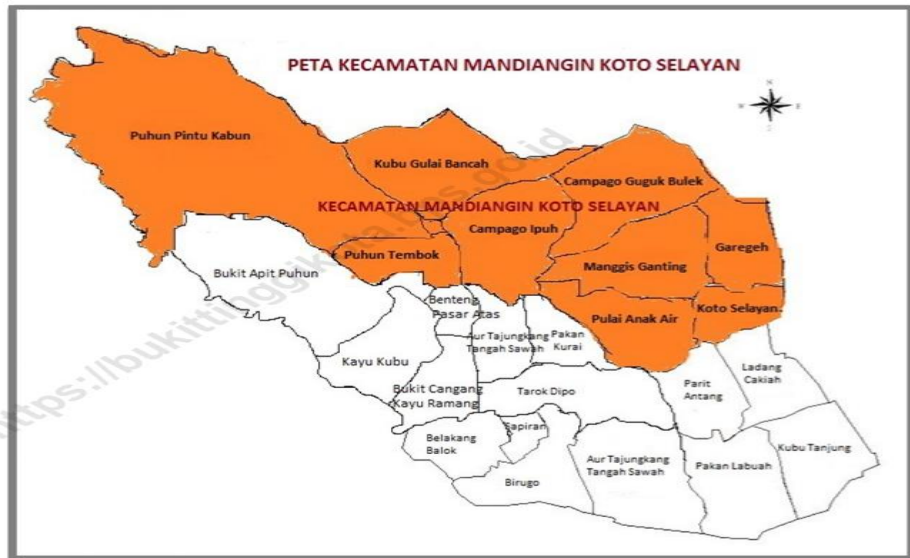 PETA KECAMATAN MANDIANGIN KOTO SELAYAN
Puhun Pintu Kabun
Kubu Gulai Bancah
Campago Guguk Bulek
KECAMATAN MANDIANGIN KOTO SELAYAN
Campago Ipuh
Garegeh
Puhun Tembok
Manggis Ganting
Bukit Apit Puhun
Benteng
Pasar Atas
Pulai Anak Air
Koto Selayan
Aur Tajungkang
Tangah Sawah
Pakan
Kurai
Kayu Kubu
Ladang
Cakiah
Bukit Cangang
Kayu Ramang
Tarok Dipo
Parit
Antang
Sapiran
Belakang
Balok
Kubu Tanjung
Aur Tajungkang
Tangah Sawah
Pakan Labuah
Birugo
https://bukittinggikota.bps.go.id